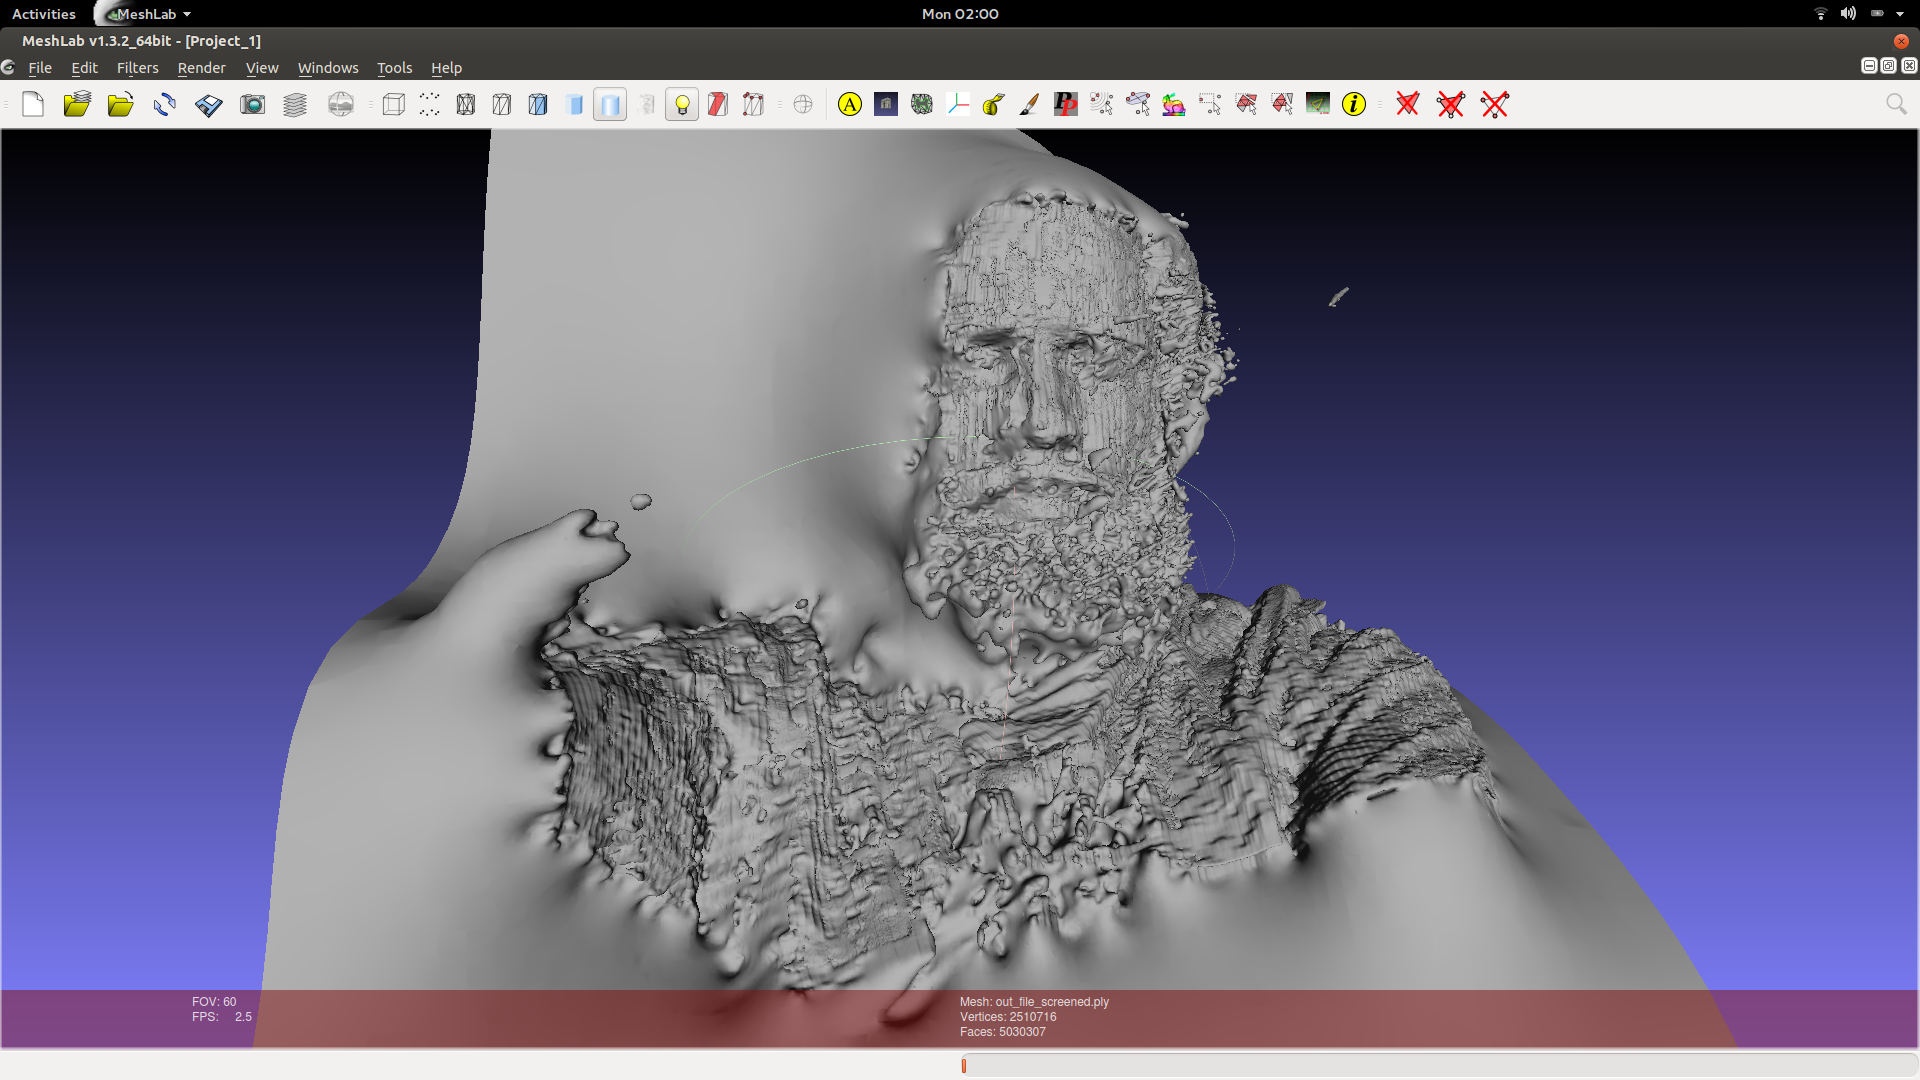 Activities
MeshLab
Mon 02:00
MeshLab v1.3.2_64bit - [Project_1]
File Edit Filters Render View Windows Tools Help
A
PP
i
FOV: 60
FPS: 2.5
Mesh: out_file_screened.ply
Vertices: 2510716
Faces: 5030307